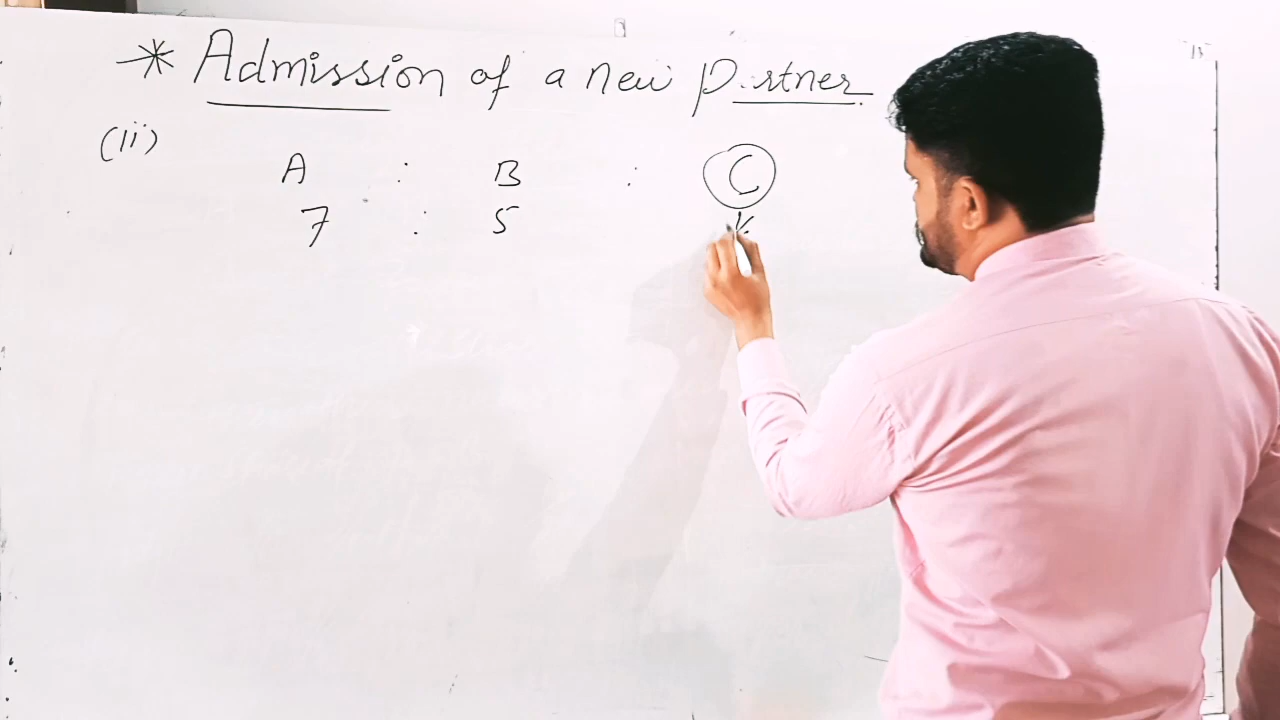 * Admission of a new Partner
(ii)
A : B : C
7 : 5